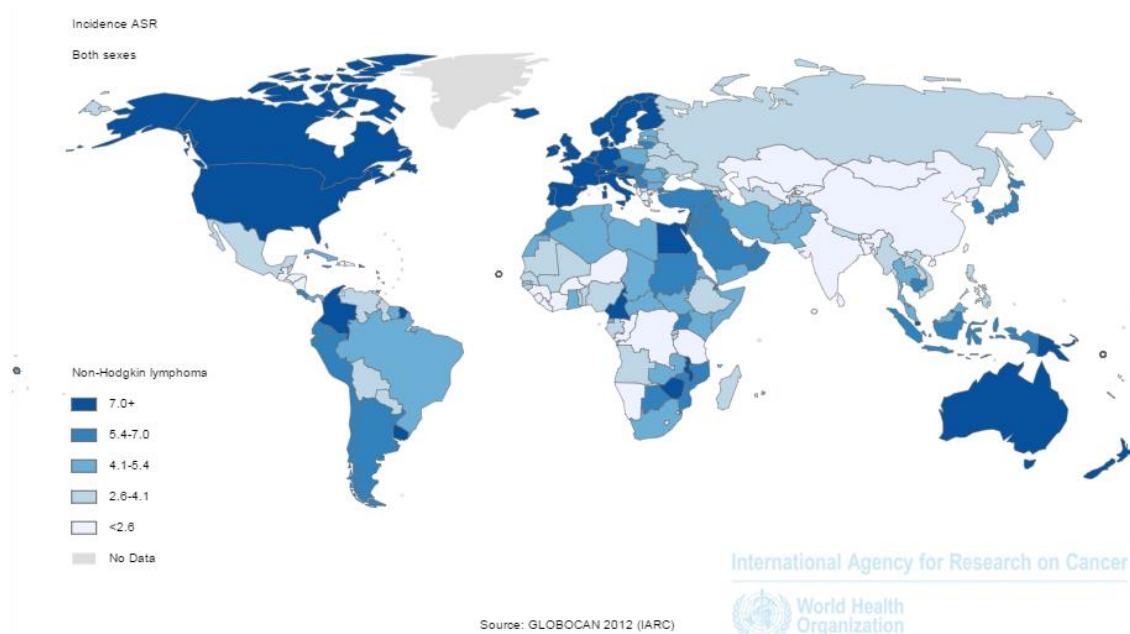 Incidence ASR
Both sexes
Non-Hodgkin lymphoma
7.0+
5.4-7.0
4.1-5.4
2.6-4.1
<2.6
No Data
International Agency for Research on Cancer
World Health
Organization
Source: GLOBOCAN 2012 (IARC)